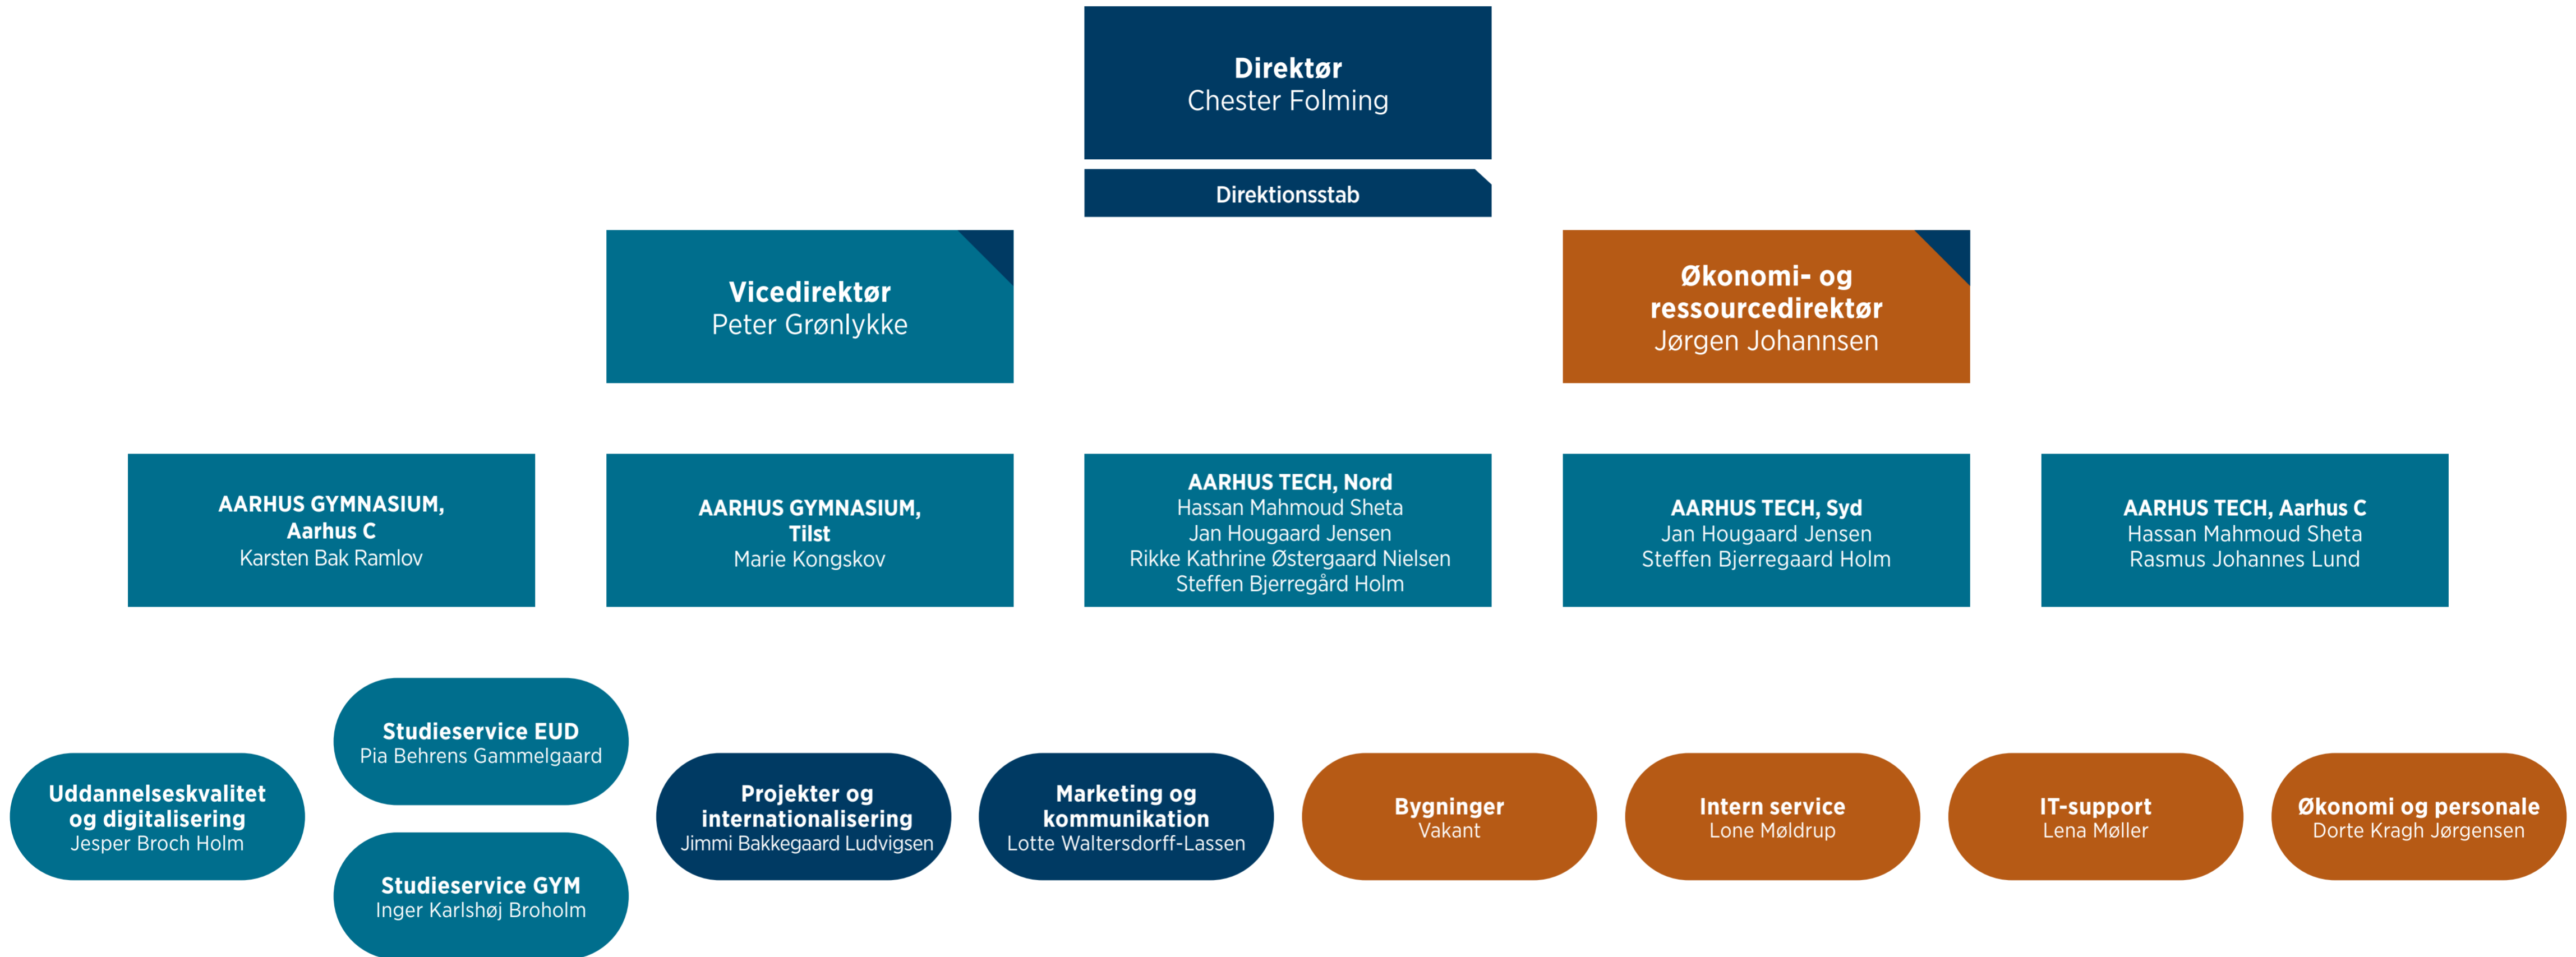 Direktør
Chester Folming
Direktionsstab
Vicedirektør
Peter Grønlykke
Økonomi- og
ressourcedirektør
Jørgen Johannsen
AARHUS GYMNASIUM,
Aarhus C
Karsten Bak Ramlov
AARHUS GYMNASIUM,
Tilst
Marie Kongskov
AARHUS TECH, Nord
Hassan Mahmoud Sheta
Jan Hougaard Jensen
Rikke Kathrine Østergaard Nielsen
Steffen Bjerregård Holm
AARHUS TECH, Syd
Jan Hougaard Jensen
Steffen Bjerregaard Holm
AARHUS TECH, Aarhus C
Hassan Mahmoud Sheta
Rasmus Johannes Lund
Uddannelseskvalitet
og digitalisering
Jesper Broch Holm
Studieservice EUD
Pia Behrens Gammelgaard
Studieservice GYM
Inger Karlshøj Broholm
Projekter og
internationalisering
Jimmi Bakkegaard Ludvigsen
Marketing og
kommunikation
Lotte Waltersdorff-Lassen
Bygninger
Vakant
Intern service
Lone Møldrup
IT-support
Lena Møller
Økonomi og personale
Dorte Kragh Jørgensen